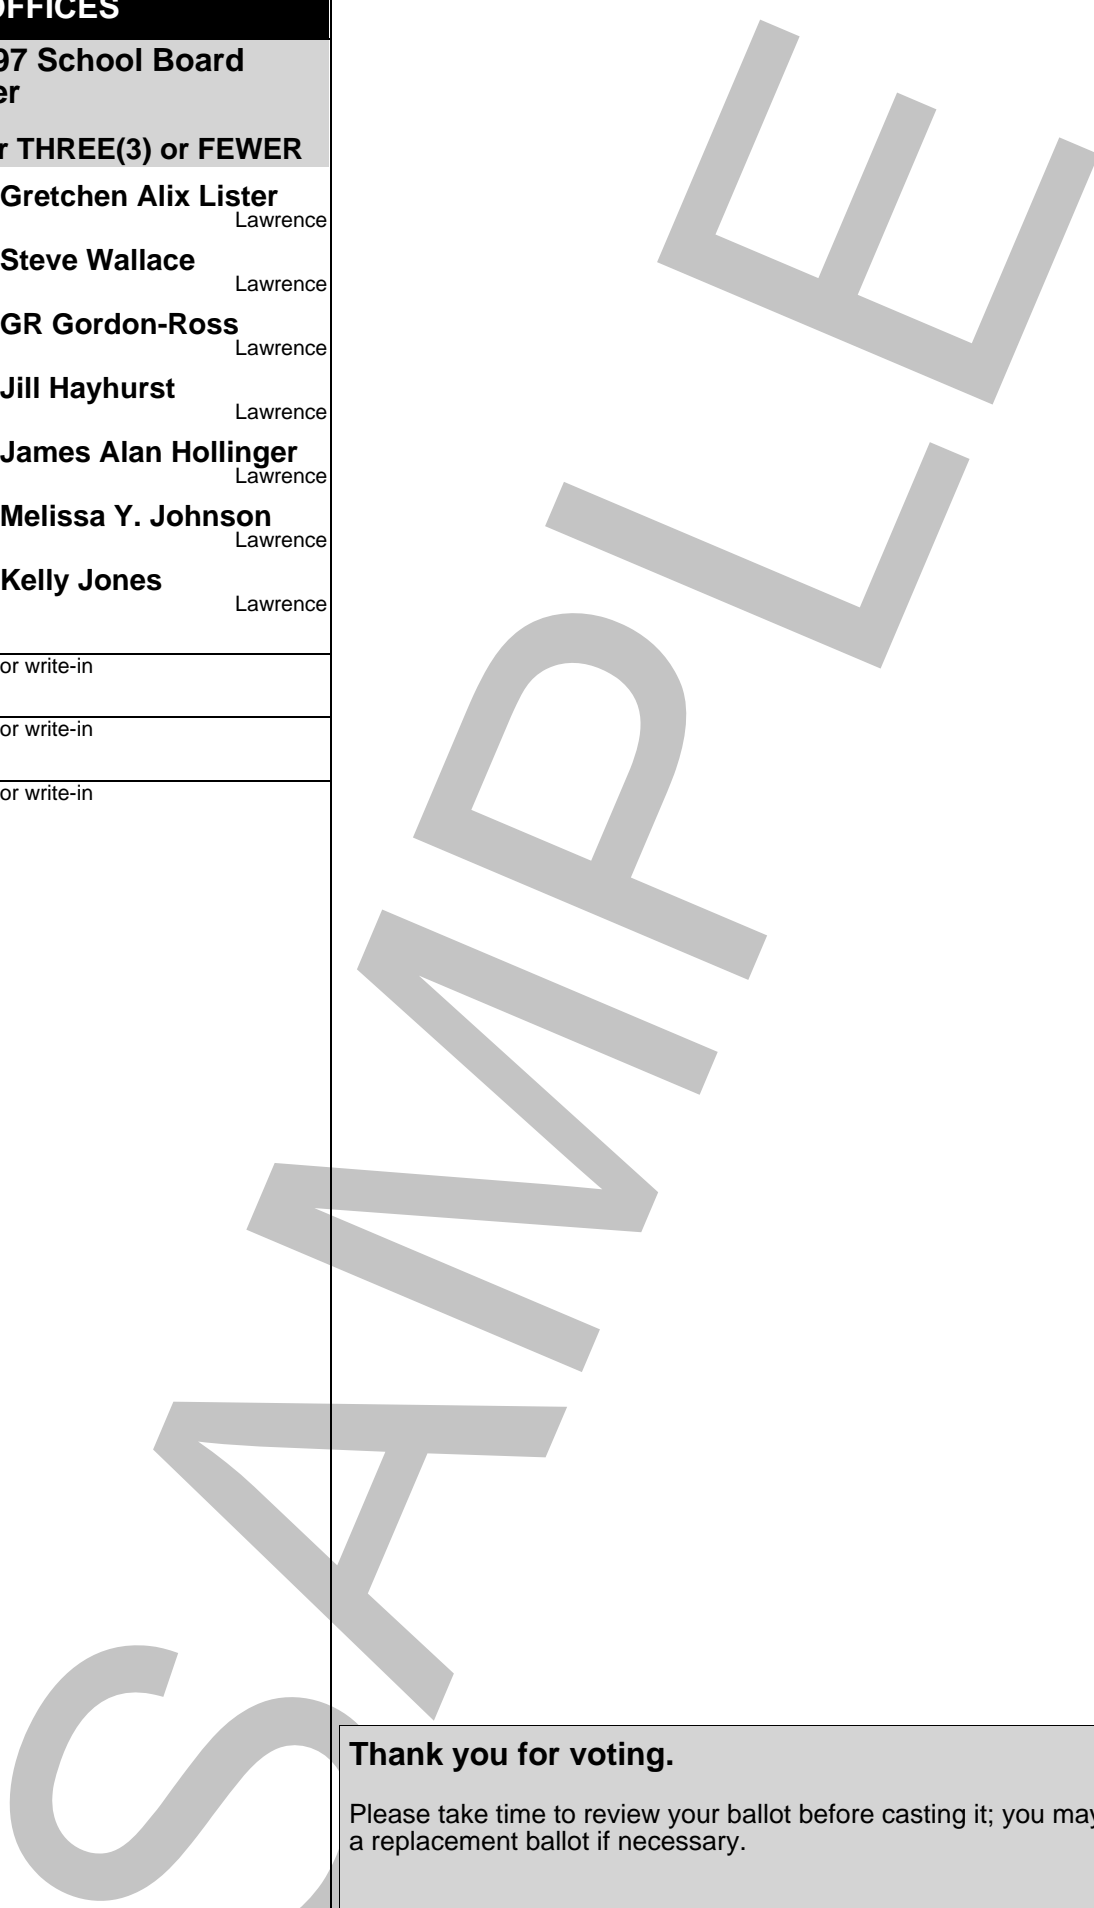 OFFICES
97 School Board
er
r THREE(3) or FEWER
Gretchen Alix Lister
Lawrence
Steve Wallace
Lawrence
GR Gordon-Ross
Lawrence
Jill Hayhurst
Lawrence
James Alan Hollinger
Lawrence
Melissa Y. Johnson
Lawrence
Kelly Jones
Lawrence
or write-in
or write-in
or write-in
SAMPLE
Thank you for voting.
Please take time to review your ballot before casting it; you may
a replacement ballot if necessary.